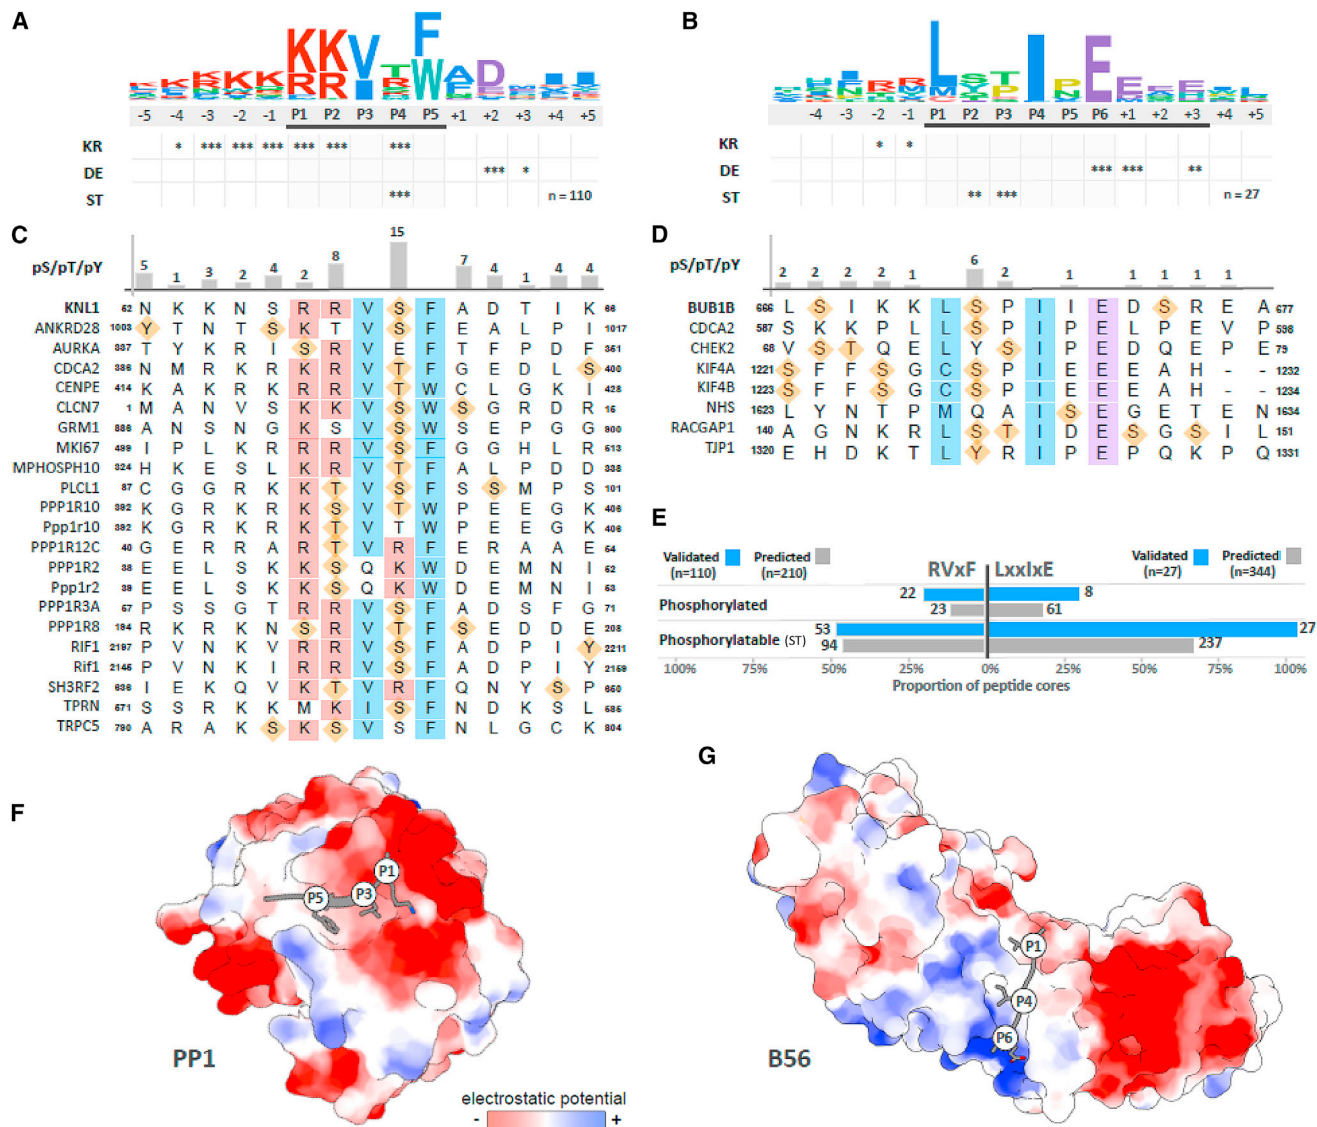 A
-5 -4 -3 -2 -1 P1 P2 P3 P4 P5 +1 +2 +3 +4 +5
KR * *** *** *** *** *** ***
DE *** *
ST *** n = 110
B
-4 -3 -2 -1 P1 P2 P3 P4 P5 P6 +1 +2 +3 +4 +5
KR * *
DE *** *** **
ST ** *** n = 27
C
pS/pT/pY 5 1 3 2 4 2 8 15 7 4 1 4 4
KNL1 62 N K K N S R R V S F A D T I K 66
ANKRD28 1003 Y T N T S K T V S F E A L P I 1017
AURKA 337 T Y K R I S R V E F T F P D F 351
CDCA2 386 N M R K R K R V T F G E D L S 400
CENPE 414 K A K R K R R V T W C L G K I 428
CLCN7 1 M A N V S K K V S W S G R D R 16
GRM1 886 A N S N G K S V S W S E P G G 900
MKI67 499 I P L K R R R V S F G G H L R 513
MPHOSPH10 324 H K E S L K R V T F A L P D D 338
PLCL1 87 C G G R K K T V S F S S M P S 101
PPP1R10 392 K G R K R K S V T W P E E G K 406
Ppp1r10 392 K G R K R K T V T W P E E G K 406
PPP1R12C 40 G E R R A R T V R F E R A A E 54
PPP1R2 38 E E L S K K S Q K W D E M N I 52
Ppp1r2 39 E E L S K K S Q K W D E M N I 53
PPP1R3A 67 P S S G T R R V S F A D S F G 71
PPP1R8 194 R K R K N S R V T F S E D D E 208
RIF1 2197 P V N K V R R V S F A D P I Y 2211
Rif1 2145 P V N K I R R V S F A D P I Y 2159
SH3RF2 636 I E K Q V K T V R F Q N Y S P 650
TPRN 571 S S R K K M K I S F N D K S L 585
TRPC5 790 A R A K S K S V S F N L G C K 804
D
pS/pT/pY 2 2 2 2 1 6 2 1 1 1 1 1
BUB1B 666 L S I K K L S P I I E D S R E A 677
CDCA2 587 S K K P L L S P I P E L P E V P 598
CHEK2 68 V S T Q E L Y S I P E D Q E P E 79
KIF4A 1221 S F F S G C S P I E E E A H - - 1232
KIF4B 1223 S F F S G C S P I E E E A H - - 1234
NHS 1623 L Y N T P M Q A I S E G E T E N 1634
RACGAP1 140 A G N K R L S T I D E S G S I L 151
TJP1 1320 E H D K T L Y R I P E P Q K P Q 1331
E
Validated (n=110) Predicted (n=210) RVxF LxxIxE Validated (n=27) Predicted (n=344)
Phosphorylated 22 8
23 61
Phosphorylatable (ST) 53 27
94 237
100% 75% 50% 25% 0% 25% 50% 75% 100%
Proportion of peptide cores
F
P5 P3 P1
PP1
electrostatic potential
- +
G
P1
P4
P6
B56